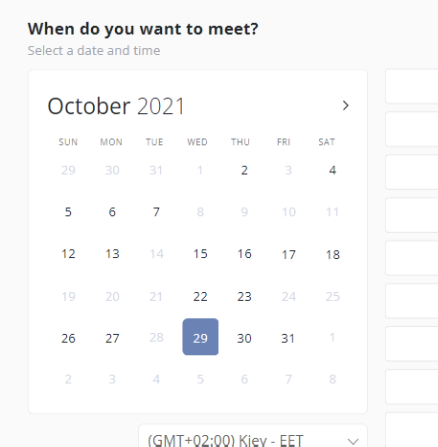 When do you want to meet?
Select a date and time
October 2021
SUN MON TUE WED THU FRI SAT
29 30 31 1 2 3 4
5 6 7 8 9 10 11
12 13 14 15 16 17 18
19 20 21 22 23 24 25
26 27 28 29 30 31 1
2 3 4 5 6 7 8
(GMT+02:00) Kiev - EET